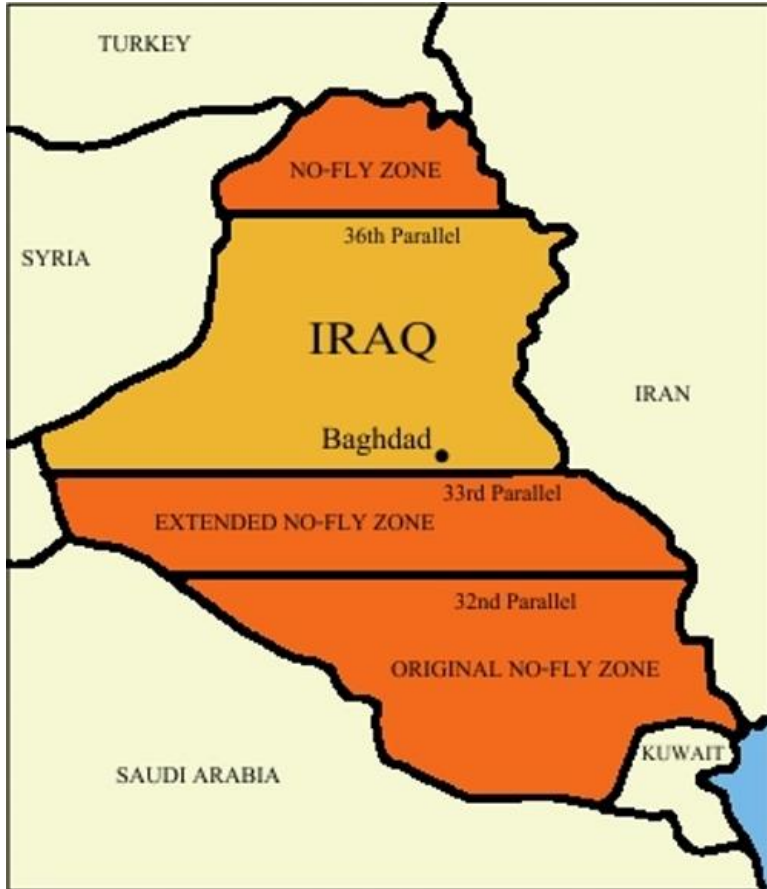 TURKEY
NO-FLY ZONE
36th Parallel
SYRIA
IRAQ
IRAN
Baghdad
33rd Parallel
EXTENDED NO-FLY ZONE
32nd Parallel
ORIGINAL NO-FLY ZONE
KUWAIT
SAUDI ARABIA